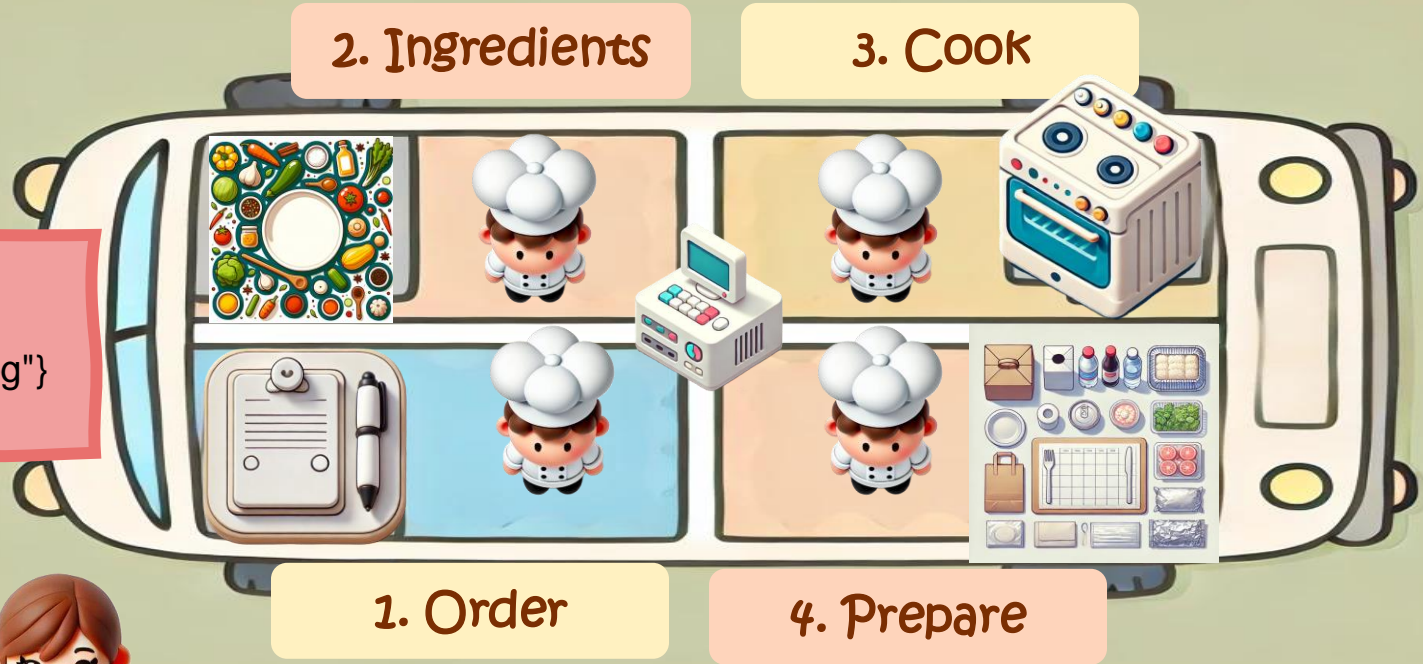 2. Ingredients
3. Cook
g"}
1. Order
4. Prepare